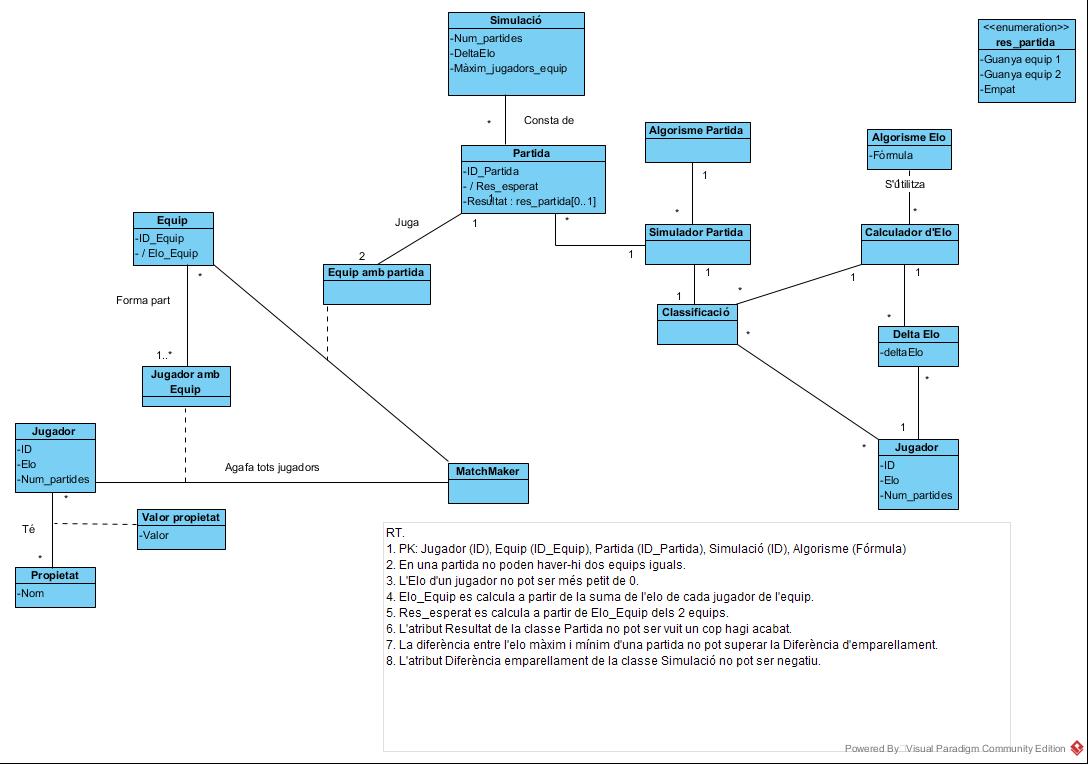 Simulació
-Num_partides
-DeltaElo
-Màxim_jugadors_equip
<<enumeration>>
res_partida
-Guanya equip 1
-Guanya equip 2
-Empat
*
Consta de
Partida
-ID_Partida
- / Res_esperat
-Resultat : res_partida[0..1]
1
Algorisme Partida
1
*
Algorisme Elo
-Fórmula
S'utilitza
1
*
Equip
-ID_Equip
- / Elo_Equip
*
Juga
1
2
*
1
Simulador Partida
1
1
Calculador d'Elo
1
1
*
Equip amb partida
Forma part
1..*
Classificació
*
*
*
Delta Elo
-deltaElo
*
1
Jugador amb
Equip
Jugador
-ID
-Elo
-Num_partides
*
Agafa tots jugadors
MatchMaker
Jugador
-ID
-Elo
-Num_partides
Té
*
Valor propietat
-Valor
Propietat
-Nom
RT.
1. PK: Jugador (ID), Equip (ID_Equip), Partida (ID_Partida), Simulació (ID), Algorisme (Fórmula)
2. En una partida no poden haver-hi dos equips iguals.
3. L'Elo d'un jugador no pot ser més petit de 0.
4. Elo_Equip es calcula a partir de la suma de l'elo de cada jugador de l'equip.
5. Res_esperat es calcula a partir de Elo_Equip dels 2 equips.
6. L'atribut Resultat de la classe Partida no pot ser vuit un cop hagi acabat.
7. La diferència entre l'elo màxim i mínim d'una partida no pot superar la Diferència d'emparellament.
8. L'atribut Diferència emparellament de la classe Simulació no pot ser negatiu.
Powered By Visual Paradigm Community Edition